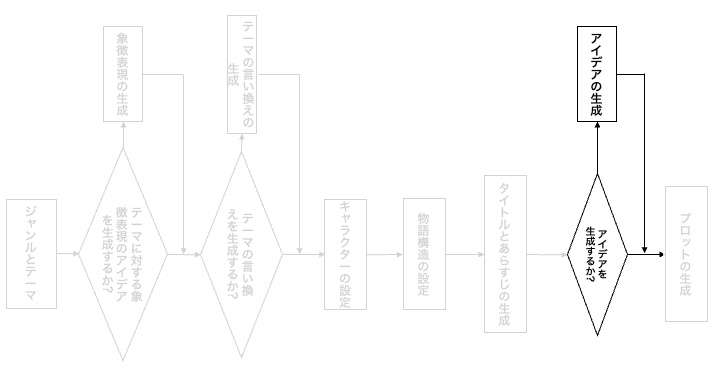 ジャンルとテーマ
象徴表現の生成
テーマに対する象
徴表現のアイデア
を生成するか?
テーマの言い換えの
生成
テーマの言い換
えを生成するか?
キャラクターの設定
物語構造の設定
タイトルとあらすじの生成
アイデアの生成
アイデアを
生成するか?
プロットの生成